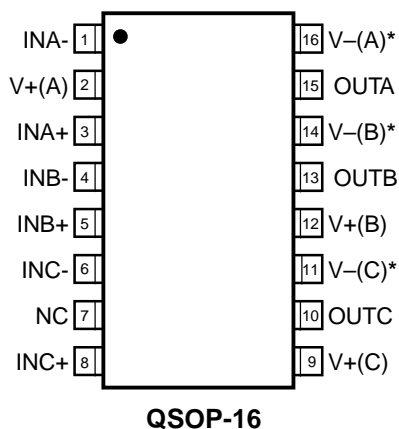 INA- 1 16 V–(A)*
V+(A) 2 15 OUTA
INA+ 3 14 V–(B)*
INB- 4 13 OUTB
INB+ 5 12 V+(B)
INC- 6 11 V–(C)*
NC 7 10 OUTC
INC+ 8 9 V+(C)
QSOP-16